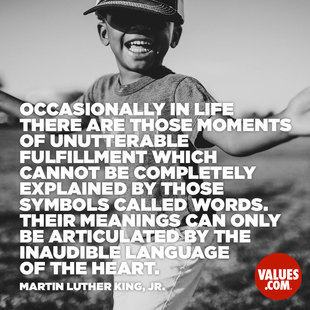 OCCASIONALLY IN LIFE
THERE ARE THOSE MOMENTS
OF UNUTTERABLE
FULFILLMENT WHICH
CANNOT BE COMPLETELY
EXPLAINED BY THOSE
SYMBOLS CALLED WORDS.
THEIR MEANINGS CAN ONLY
BE ARTICULATED BY THE
INAUDIBLE LANGUAGE
OF THE HEART.
MARTIN LUTHER KING, JR.
VALUES
.COM